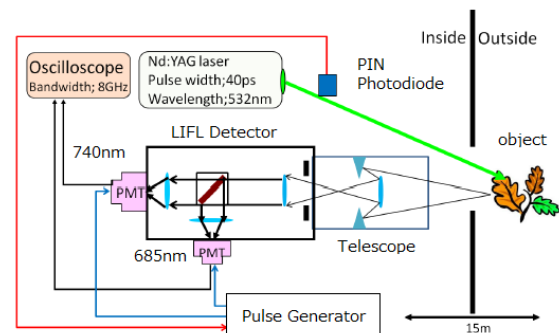 Nd:YAG laser
Pulse width;40ps
Wavelength;532nm
Oscilloscope
Bandwidth; 8GHz
PIN
Photodiode
Inside
Outside
LIFL Detector
object
740nm
PMT
Telescope
685nm
PMT
Pulse Generator
15m